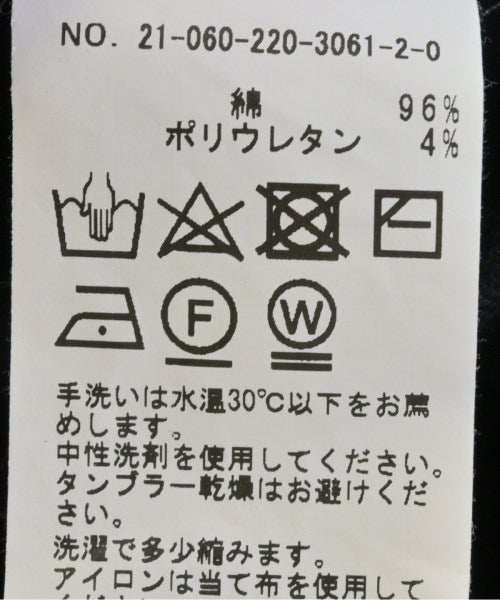 NO. 21-060-220-3061-2-0
綿 96%
ポリウレタン 4%
F W
手洗いは水温30℃以下をお薦
めします。
中性洗剤を使用してください。
タンブラー乾燥はお避けくだ
さい。
洗濯で多少縮みます。
アイロンは当て布を使用して